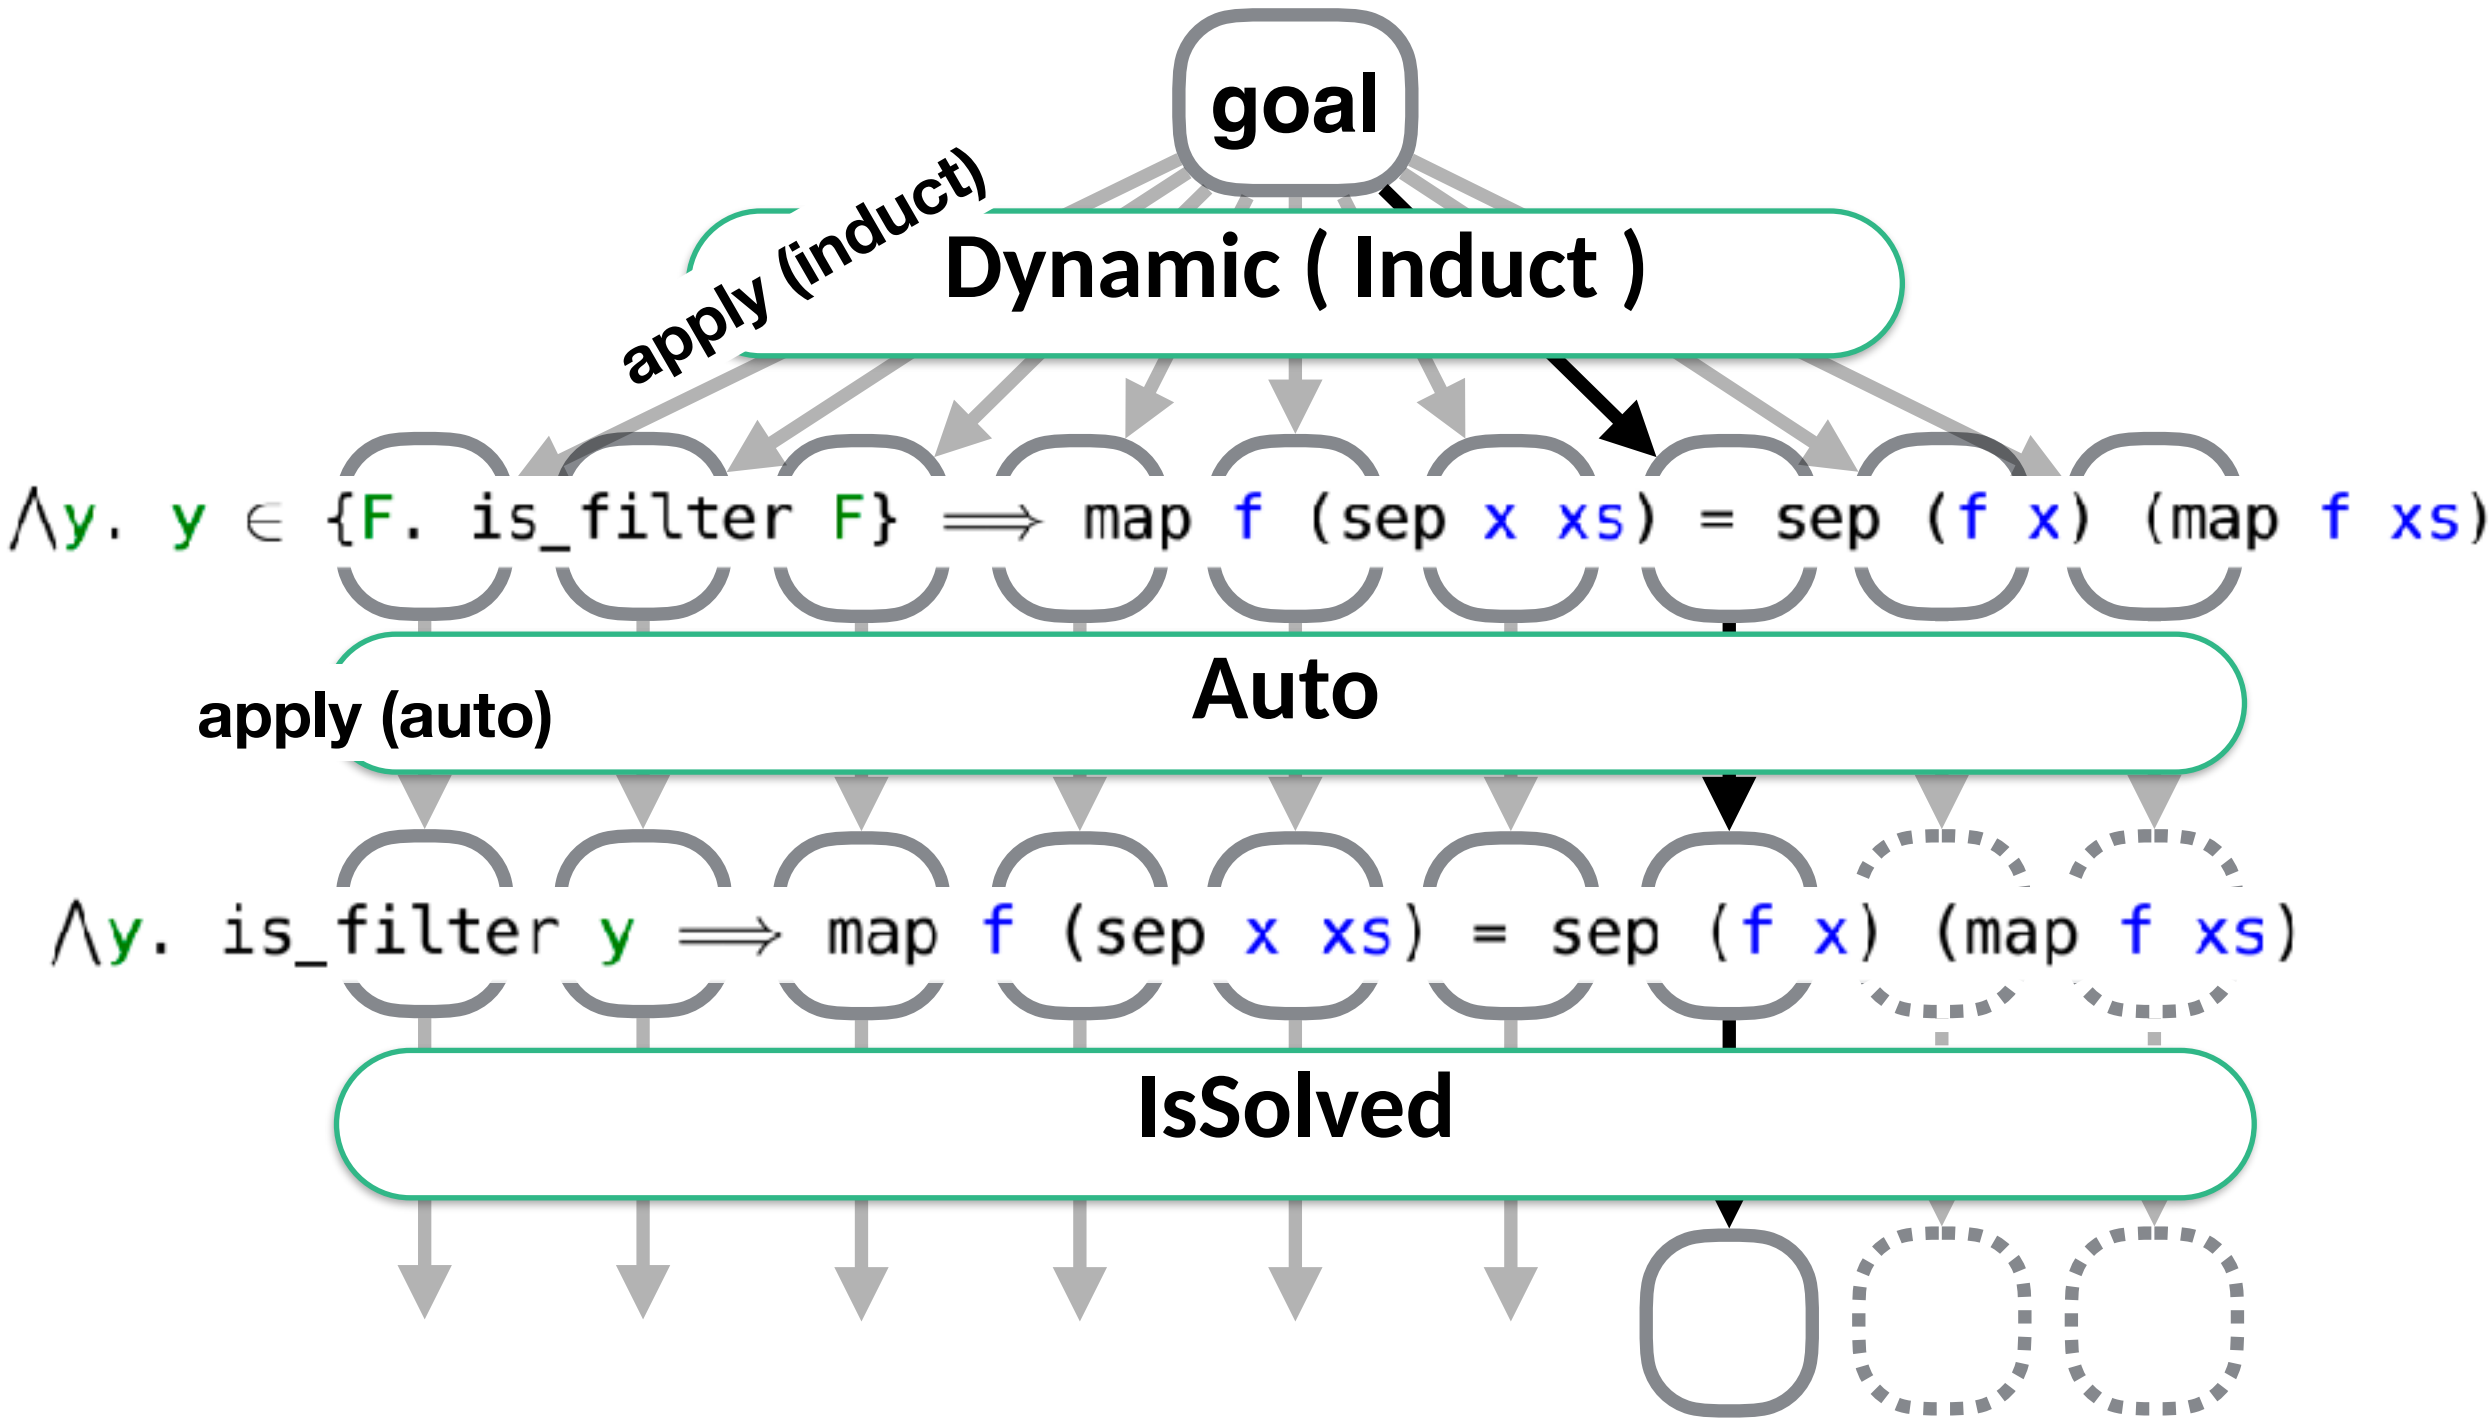 goal
apply (induct)
Dynamic ( Induct )
⋀y. y ∈ {F. is_filter F} ⟹ map f (sep x xs) = sep (f x) (map f xs)
Auto
apply (auto)
⋀y. is_filter y ⟹ map f (sep x xs) = sep (f x) (map f xs)
IsSolved